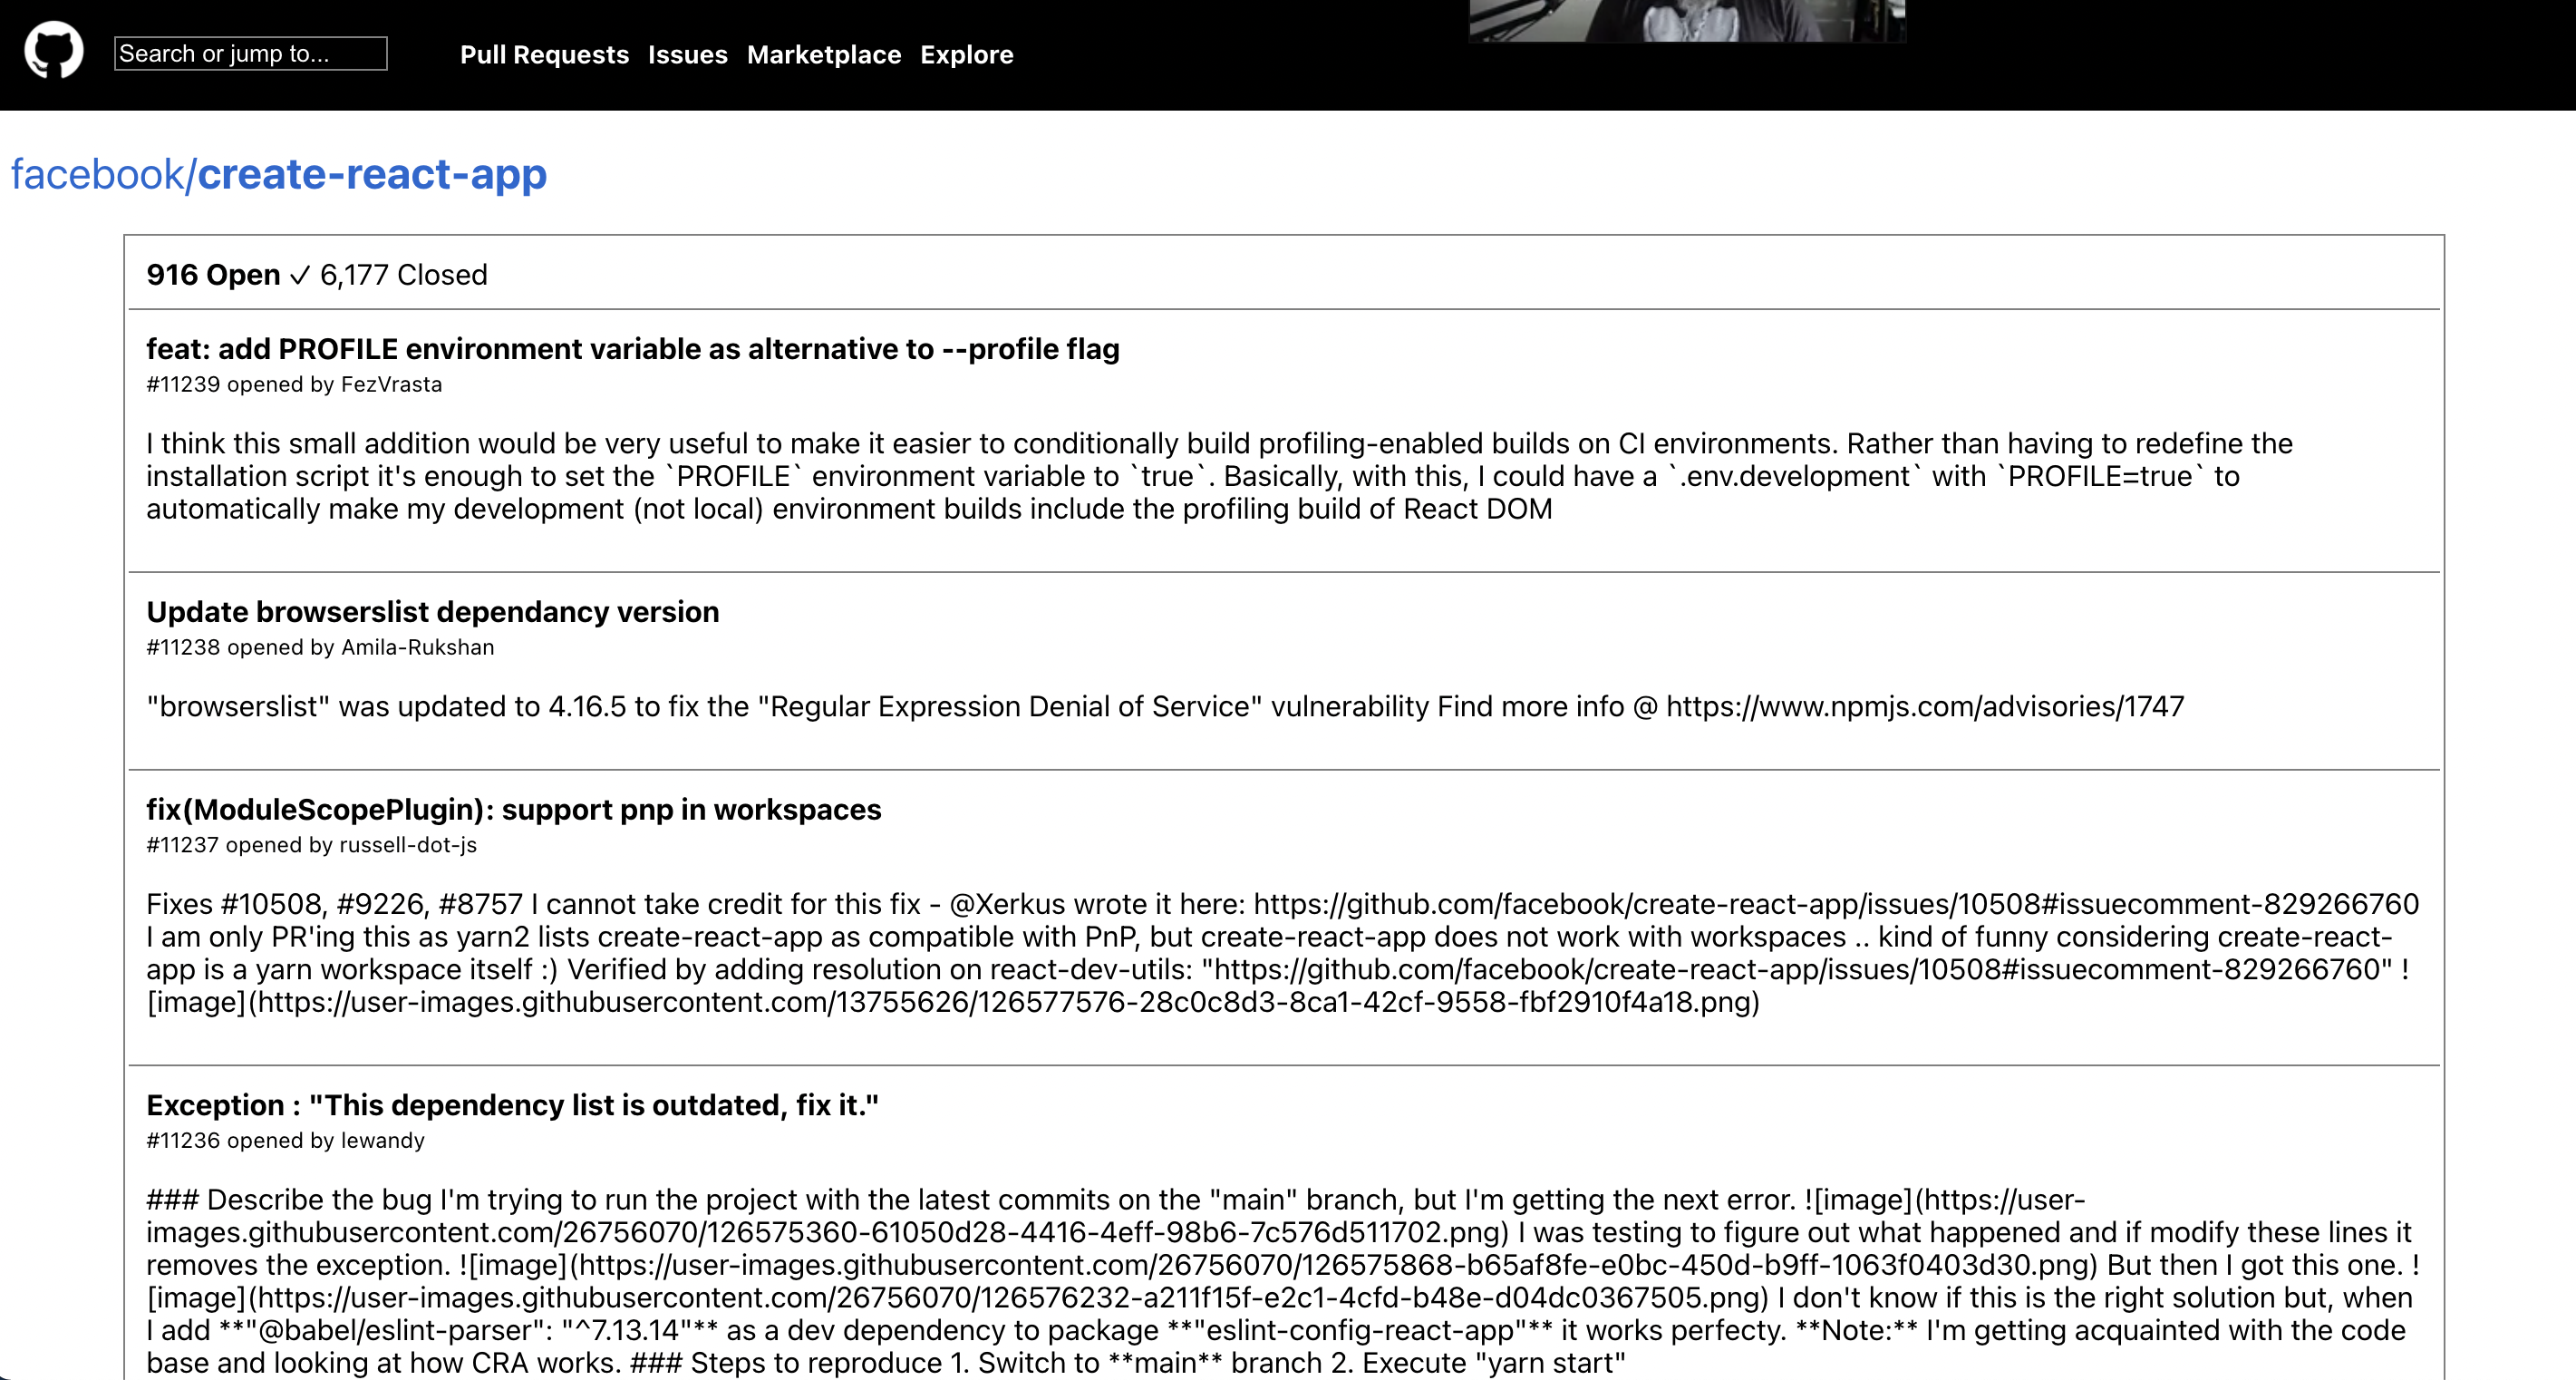 Search or jump to...
Pull Requests Issues Marketplace Explore
facebook/create-react-app
916 Open ✓ 6,177 Closed
feat: add PROFILE environment variable as alternative to --profile flag
#11239 opened by FezVrasta
I think this small addition would be very useful to make it easier to conditionally build profiling-enabled builds on CI environments. Rather than having to redefine the
installation script it's enough to set the `PROFILE` environment variable to `true`. Basically, with this, I could have a `.env.development` with `PROFILE=true` to
automatically make my development (not local) environment builds include the profiling build of React DOM
Update browserslist dependancy version
#11238 opened by Amila-Rukshan
"browserslist" was updated to 4.16.5 to fix the "Regular Expression Denial of Service" vulnerability Find more info @ https://www.npmjs.com/advisories/1747
fix(ModuleScopePlugin): support pnp in workspaces
#11237 opened by russell-dot-js
Fixes #10508, #9226, #8757 I cannot take credit for this fix - @Xerkus wrote it here: https://github.com/facebook/create-react-app/issues/10508#issuecomment-829266760
I am only PR'ing this as yarn2 lists create-react-app as compatible with PnP, but create-react-app does not work with workspaces .. kind of funny considering create-react-
app is a yarn workspace itself :) Verified by adding resolution on react-dev-utils: "https://github.com/facebook/create-react-app/issues/10508#issuecomment-829266760" !
[image](https://user-images.githubusercontent.com/13755626/126577576-28c0c8d3-8ca1-42cf-9558-fbf2910f4a18.png)
Exception : "This dependency list is outdated, fix it."
#11236 opened by lewandy
### Describe the bug I'm trying to run the project with the latest commits on the "main" branch, but I'm getting the next error. ![image](https://user-
images.githubusercontent.com/26756070/126575360-61050d28-4416-4eff-98b6-7c576d511702.png) I was testing to figure out what happened and if modify these lines it
removes the exception. ![image](https://user-images.githubusercontent.com/26756070/126575868-b65af8fe-e0bc-450d-b9ff-1063f0403d30.png) But then I got this one. !
[image](https://user-images.githubusercontent.com/26756070/126576232-a211f15f-e2c1-4cfd-b48e-d04dc0367505.png) I don't know if this is the right solution but, when
I add **"@babel/eslint-parser": "^7.13.14"** as a dev dependency to package **"eslint-config-react-app"** it works perfecty. **Note:** I'm getting acquainted with the code
base and looking at how CRA works. ### Steps to reproduce 1. Switch to **main** branch 2. Execute "yarn start"